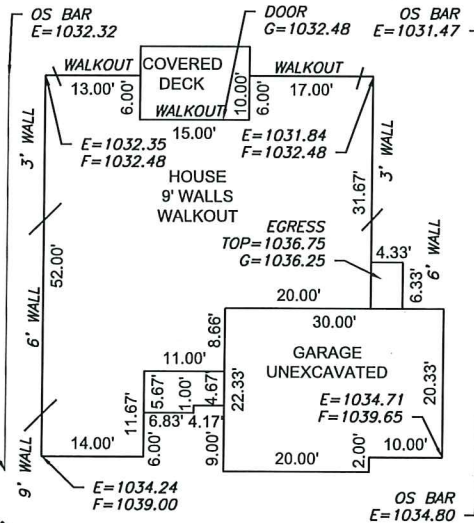 OS BAR
E=1032.32
DOOR
G=1032.48
OS BAR
E=1031.47
WALKOUT
COVERED
DECK
WALKOUT
13.00'
6.00'
10.00'
6.00'
17.00'
WALKOUT
15.00'
3' WALL
E=1032.35
F=1032.48
E=1031.84
F=1032.48
3' WALL
HOUSE
9' WALLS
WALKOUT
31.67'
EGRESS
TOP=1036.75
G=1036.25
4.33'
6' WALL
6.33'
52.00'
6' WALL
20.00'
30.00'
8.66'
GARAGE
UNEXCAVATED
11.00'
5.67'
1.00'
4.67'
22.33'
20.33'
11.67'
6.83'
4.17'
E=1034.71
F=1039.65
14.00'
6.00'
9.00'
20.00'
2.00'
10.00'
9' WALL
E=1034.24
F=1039.00
OS BAR
E=1034.80